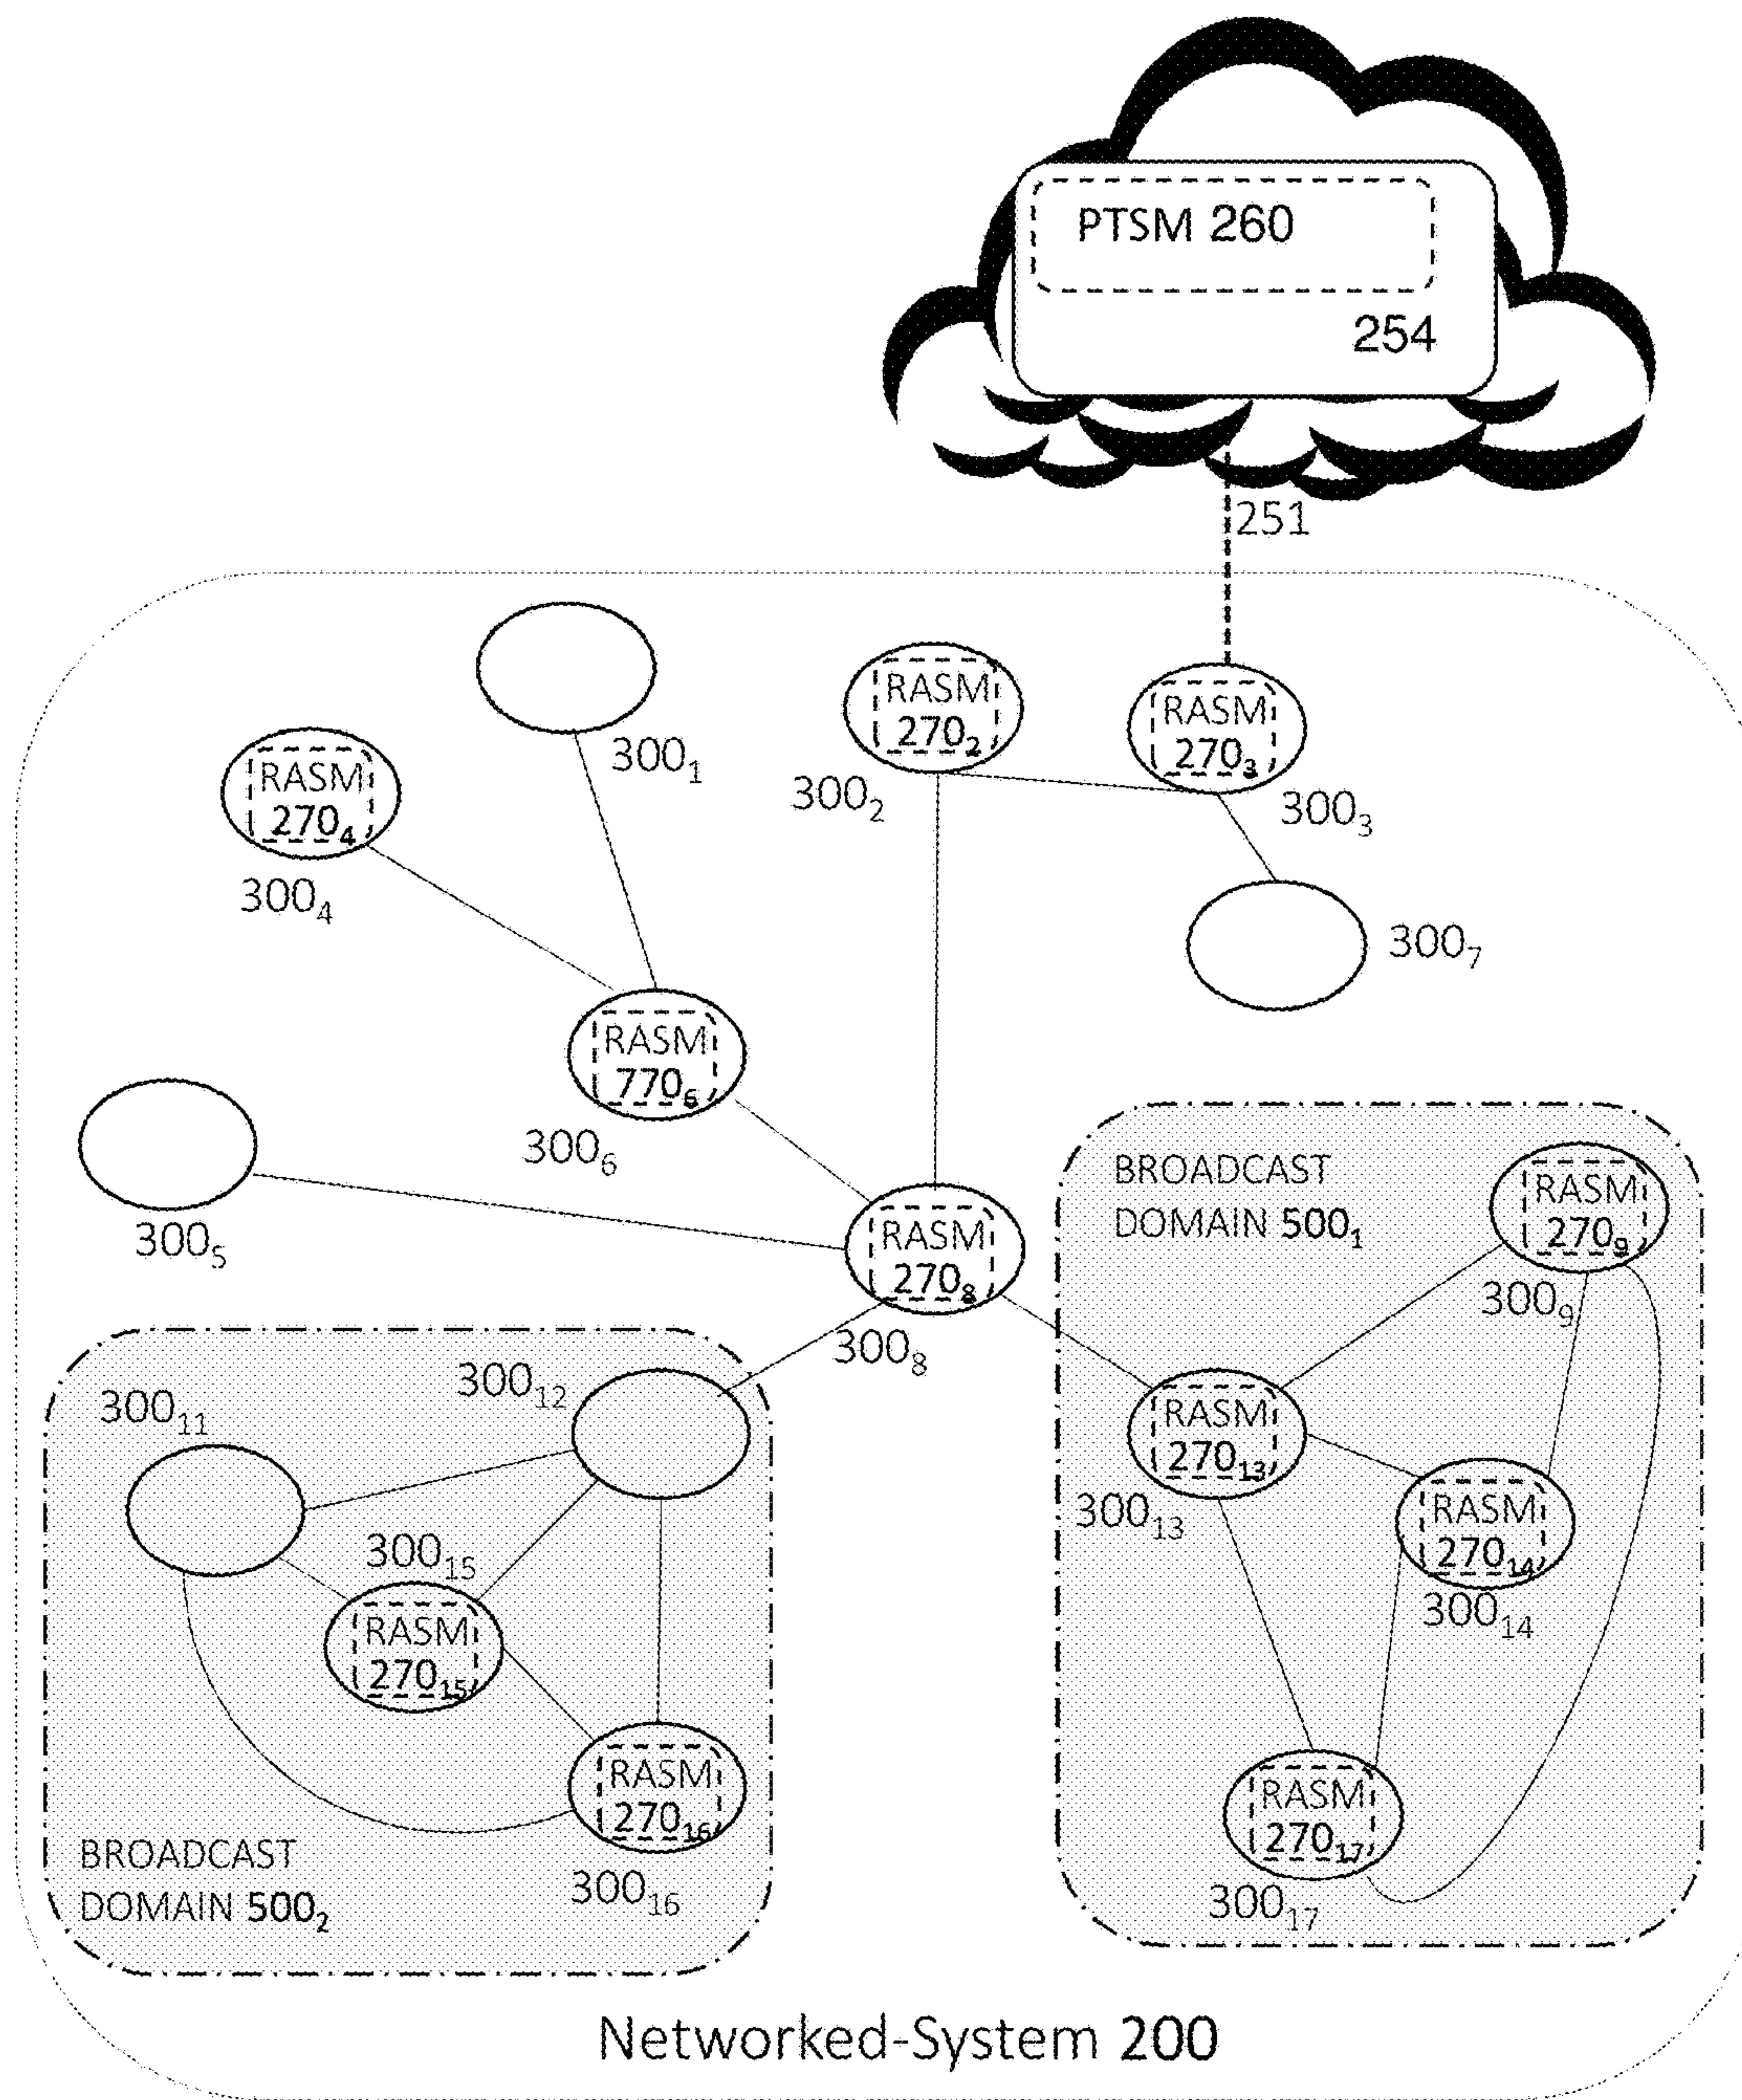 PTSM 260
254
251
RASM
270₂
RASM
270₃
300₁
RASM
270₄
300₂
300₃
300₄
300₇
RASM
770₆
300₆
BROADCAST
DOMAIN 500₁
RASM
270₉
300₅
RASM
270₈
300₉
300₈
300₁₂
300₁₁
RASM
270₁₃
300₁₃
RASM
270₁₄
300₁₄
300₁₅
RASM
270₁₅
RASM
270₁₆
300₁₆
RASM
270₁₇
300₁₇
BROADCAST
DOMAIN 500₂
Networked-System 200